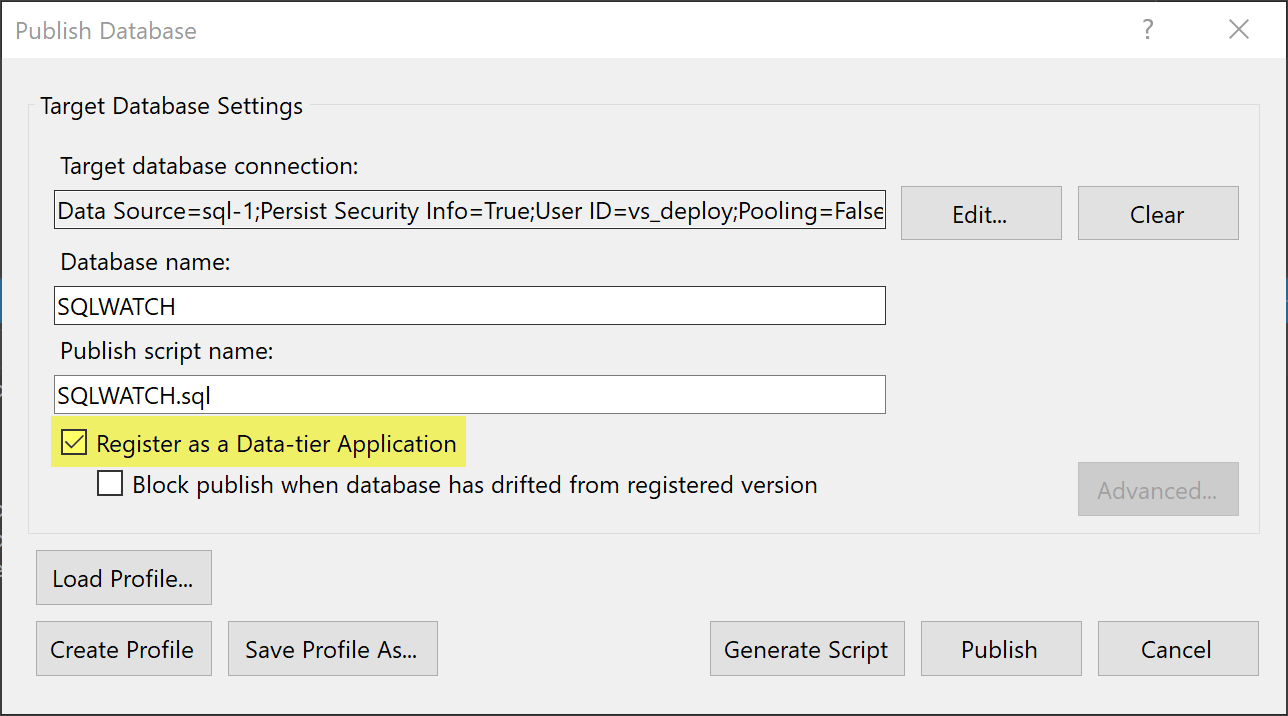 Publish Database ?
Target Database Settings
Target database connection:
Data Source=sql-1;Persist Security Info=True;User ID=vs_deploy;Pooling=False
Edit...
Clear
Database name:
SQLWATCH
Publish script name:
SQLWATCH.sql
Register as a Data-tier Application
Block publish when database has drifted from registered version
Advanced...
Load Profile...
Create Profile
Save Profile As...
Generate Script
Publish
Cancel